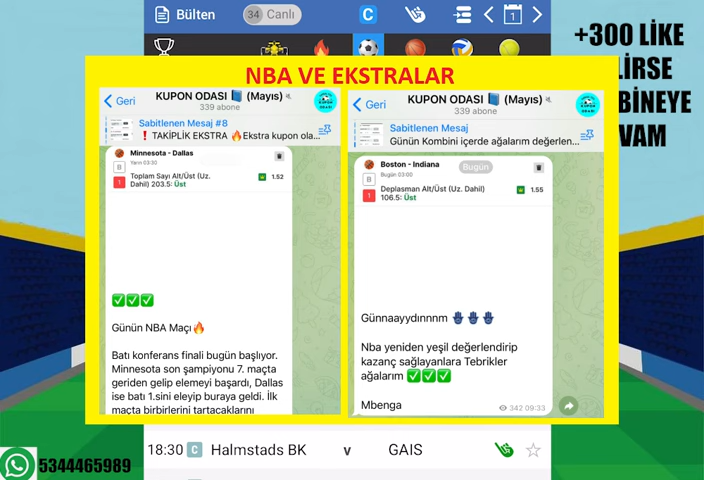 Bülten
34 Canlı
C
1
+300 LİKE
LİRSE
BİNEYE
VAM
NBA VE EKSTRALAR
Geri
KUPON ODASI 📘 (Mayıs)
339 abone
Sabitlenen Mesaj #8
❗ TAKİPLİK EKSTRA 🔥Ekstra kupon ola...
Minnesota - Dallas
Yarın 03:30
B
1
Toplam Sayı Alt/Üst (Uz.
Dahil) 203.5: Üst
1.52
✅✅✅
Günün NBA Maçı🔥
Batı konferans finali bugün başlıyor.
Minnesota son şampiyonu 7. maçta
geriden gelip elemeyi başardı, Dallas
ise batı 1.sini eleyip buraya geldi. İlk
maçta birbirlerini tartacaklarını
Geri
KUPON ODASI 📘 (Mayıs)
339 abone
Sabitlenen Mesaj
Günün Kombini içerde ağalarım değerlen...
Boston - Indiana
Bugün 03:00
Bugün
B
1
Deplasman Alt/Üst (Uz. Dahil)
106.5: Üst
1.55
Günnaayydınnnm 🪬🪬🪬
Nba yeniden yeşil değerlendirip
kazanç sağlayanlara Tebrikler
ağalarım ✅✅✅
Mbenga
342 09:33
18:30 C Halmstads BK v GAIS
5344465989